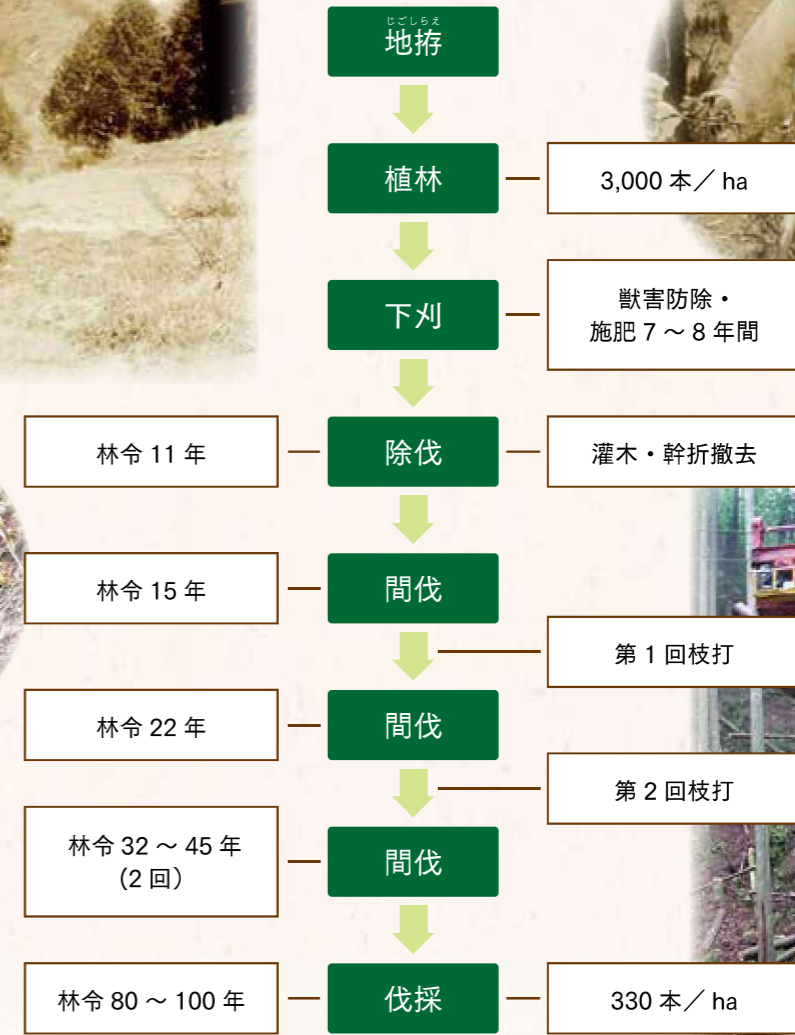 じごしらえ
地拵
植林
3,000 本／ ha
下刈
獣害防除・
施肥 7 ～ 8 年間
林令 11 年
除伐
灌木・幹折撤去
林令 15 年
間伐
第 1 回枝打
林令 22 年
間伐
第 2 回枝打
林令 32 ～ 45 年
（2 回）
間伐
林令 80 ～ 100 年
伐採
330 本／ ha